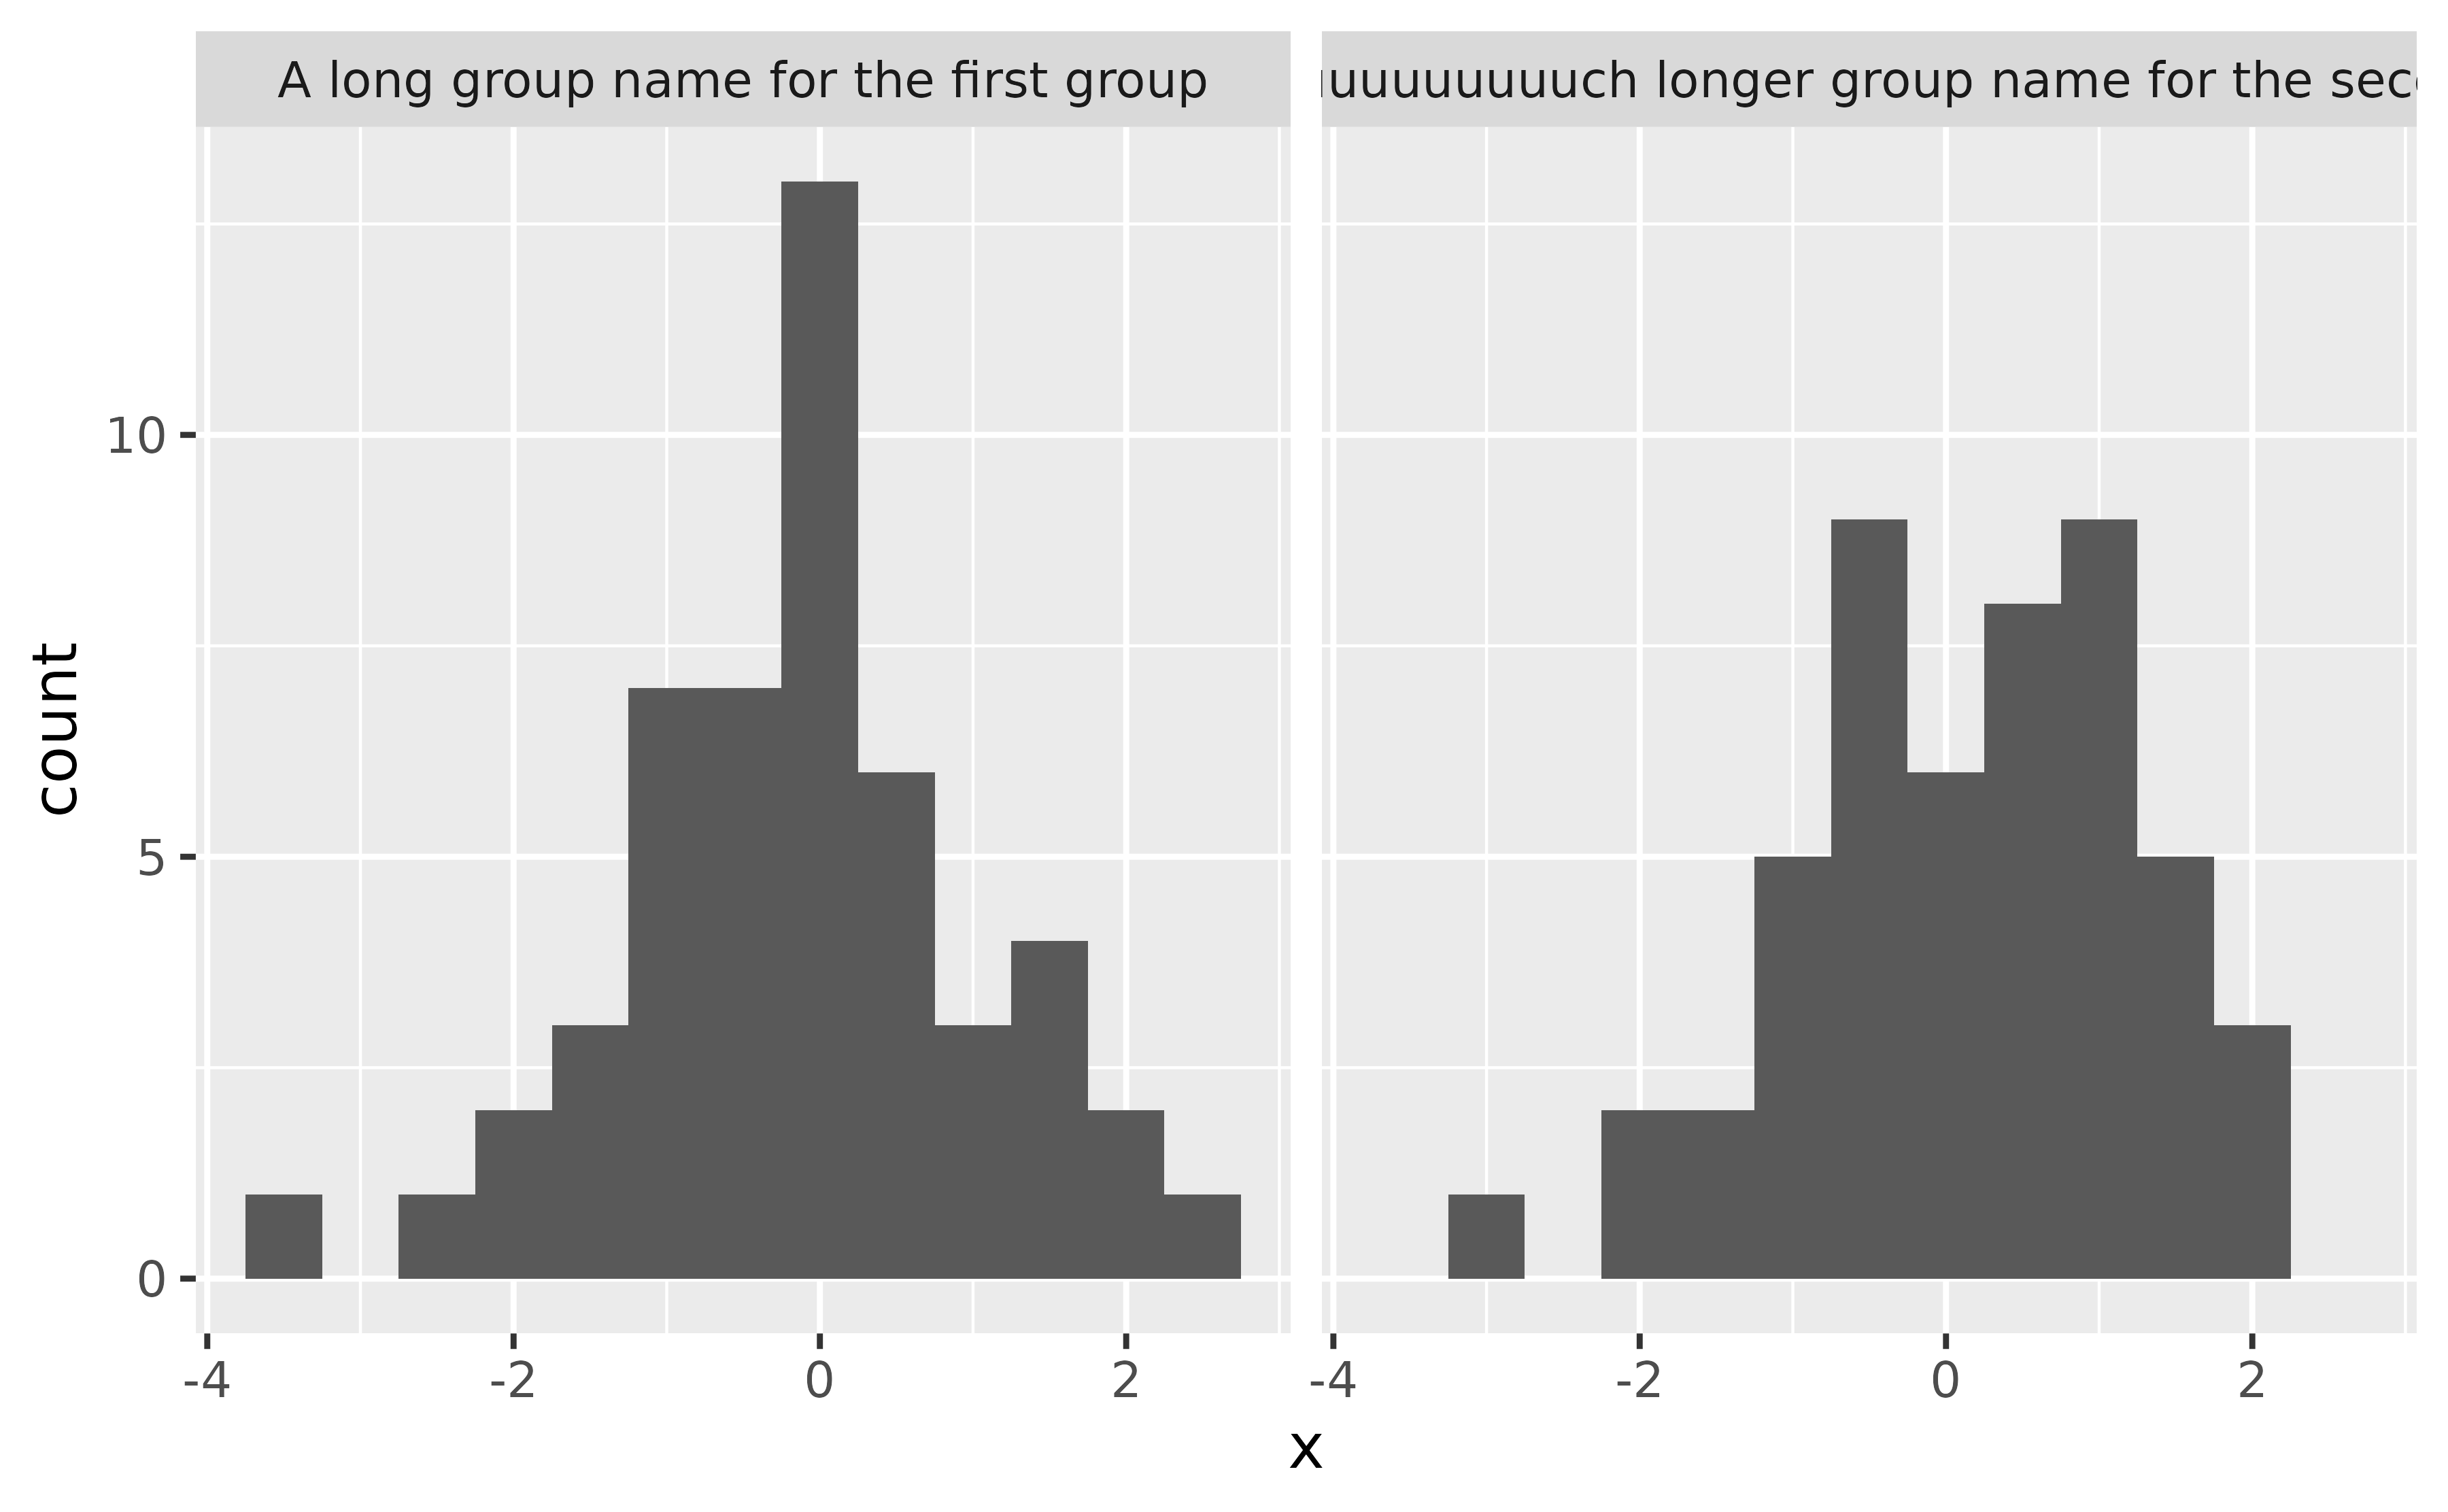 A long group name for the first group
uuuuuuuuch longer group name for the sec
10
5
0
count
-4 -2 0 2
-4 -2 0 2
x